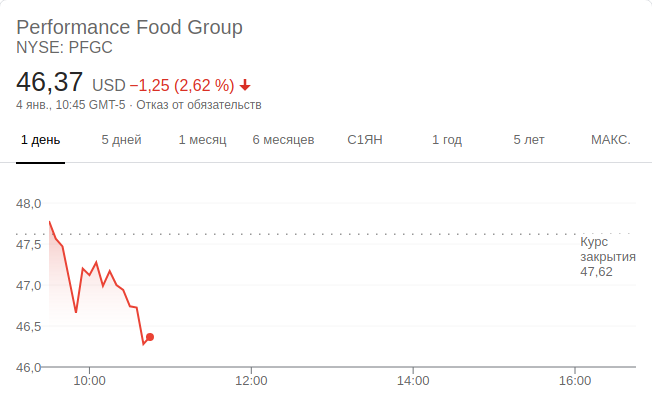 Performance Food Group
NYSE: PFGC
46,37 USD −1,25 (2,62 %)
4 янв., 10:45 GMT-5 · Отказ от обязательств
1 день 5 дней 1 месяц 6 месяцев С1ЯН 1 год 5 лет МАКС.
48,0
47,5
47,0
46,5
46,0
Курс
закрытия
47,62
10:00 12:00 14:00 16:00